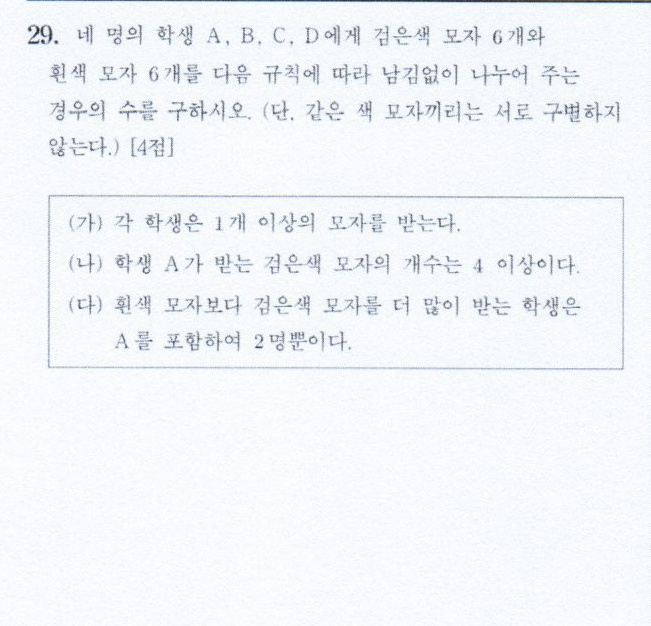 29. 네 명의 학생 A, B, C, D에게 검은색 모자 6개와
흰색 모자 6개를 다음 규칙에 따라 남김없이 나누어 주는
경우의 수를 구하시오. (단, 같은 색 모자끼리는 서로 구별하지
않는다.) [4점]
(가) 각 학생은 1개 이상의 모자를 받는다.
(나) 학생 A가 받는 검은색 모자의 개수는 4 이상이다.
(다) 흰색 모자보다 검은색 모자를 더 많이 받는 학생은
A를 포함하여 2명뿐이다.